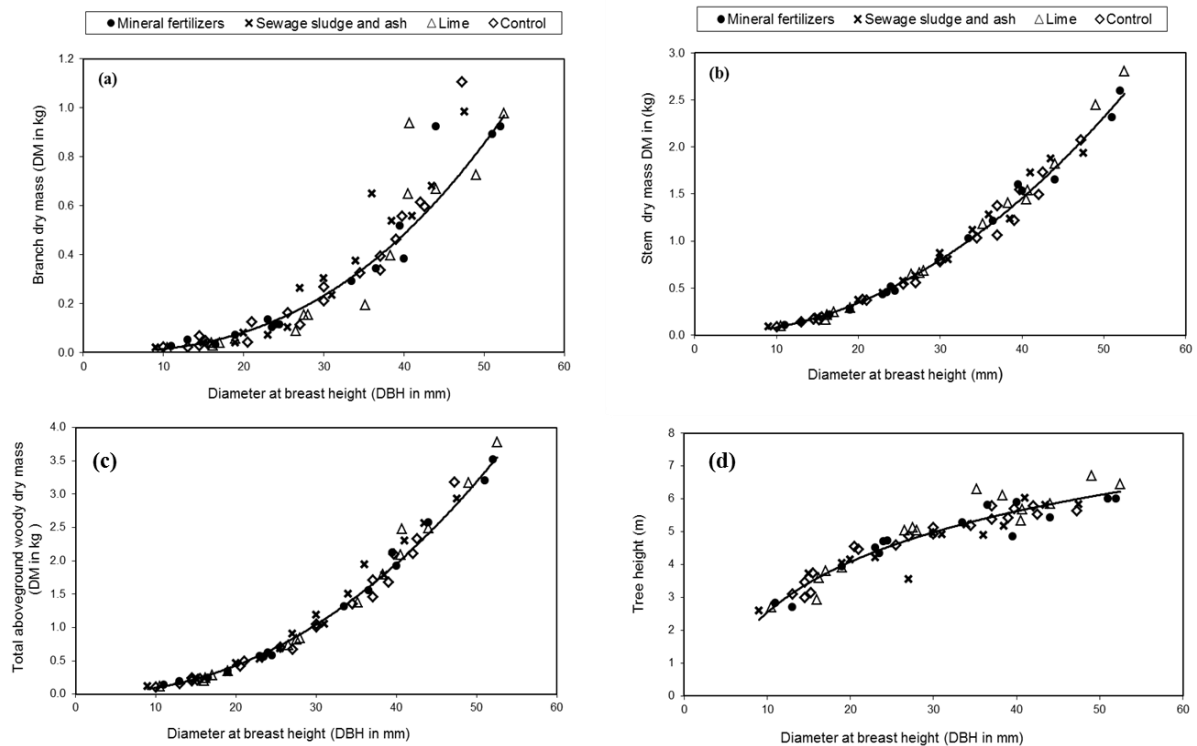 Mineral fertilizers Sewage sludge and ash Lime Control
Mineral fertilizers Sewage sludge and ash Lime Control
(a)
Branch dry mass (DM in kg)
1.2
1.0
0.8
0.6
0.4
0.2
0.0
0 10 20 30 40 50 60
Diameter at breast height (DBH in mm)
(b)
Stem dry mass DM in (kg)
3.0
2.5
2.0
1.5
1.0
0.5
0.0
0 10 20 30 40 50 60
Diameter at breast height (mm)
(c)
Total aboveground woody dry mass
(DM in kg )
4.0
3.5
3.0
2.5
2.0
1.5
1.0
0.5
0.0
0 10 20 30 40 50 60
Diameter at breast height (DBH in mm)
(d)
Tree height (m)
8
7
6
5
4
3
2
1
0
0 10 20 30 40 50 60
Diameter at breast height (DBH in mm)